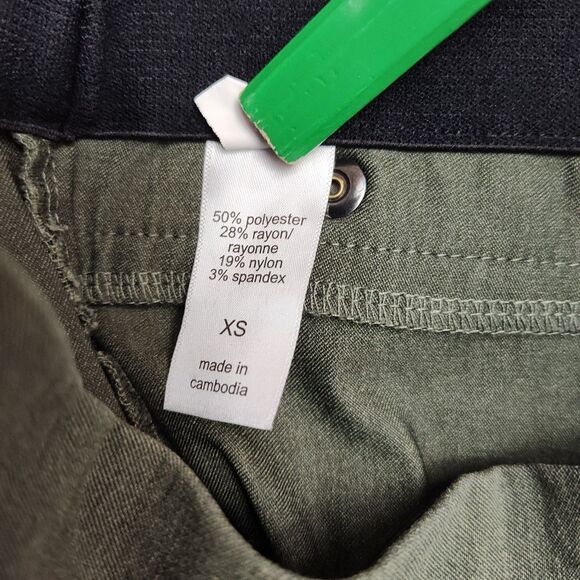 50% polyester
28% rayon/
rayonne
19% nylon
3% spandex
XS
made in
cambodia